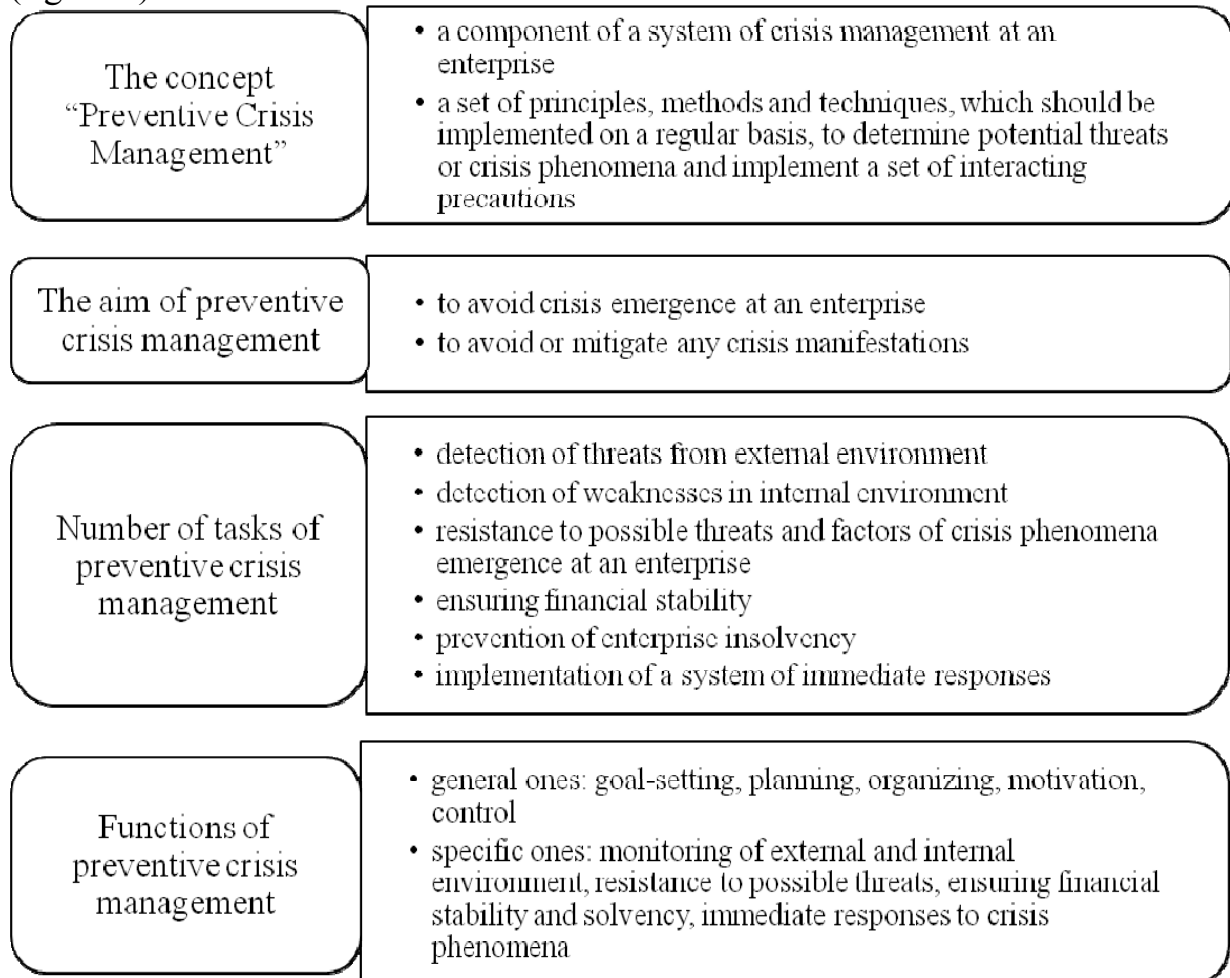 The concept
“Preventive Crisis
Management”
• a component of a system of crisis management at an
enterprise
• a set of principles, methods and techniques, which should be
implemented on a regular basis, to determine potential threats
or crisis phenomena and implement a set of interacting
precautions
The aim of preventive
crisis management
• to avoid crisis emergence at an enterprise
• to avoid or mitigate any crisis manifestations
Number of tasks of
preventive crisis
management
• detection of threats from external environment
• detection of weaknesses in internal environment
• resistance to possible threats and factors of crisis phenomena
emergence at an enterprise
• ensuring financial stability
• prevention of enterprise insolvency
• implementation of a system of immediate responses
Functions of
preventive crisis
management
• general ones: goal-setting, planning, organizing, motivation,
control
• specific ones: monitoring of external and internal
environment, resistance to possible threats, ensuring financial
stability and solvency, immediate responses to crisis
phenomena